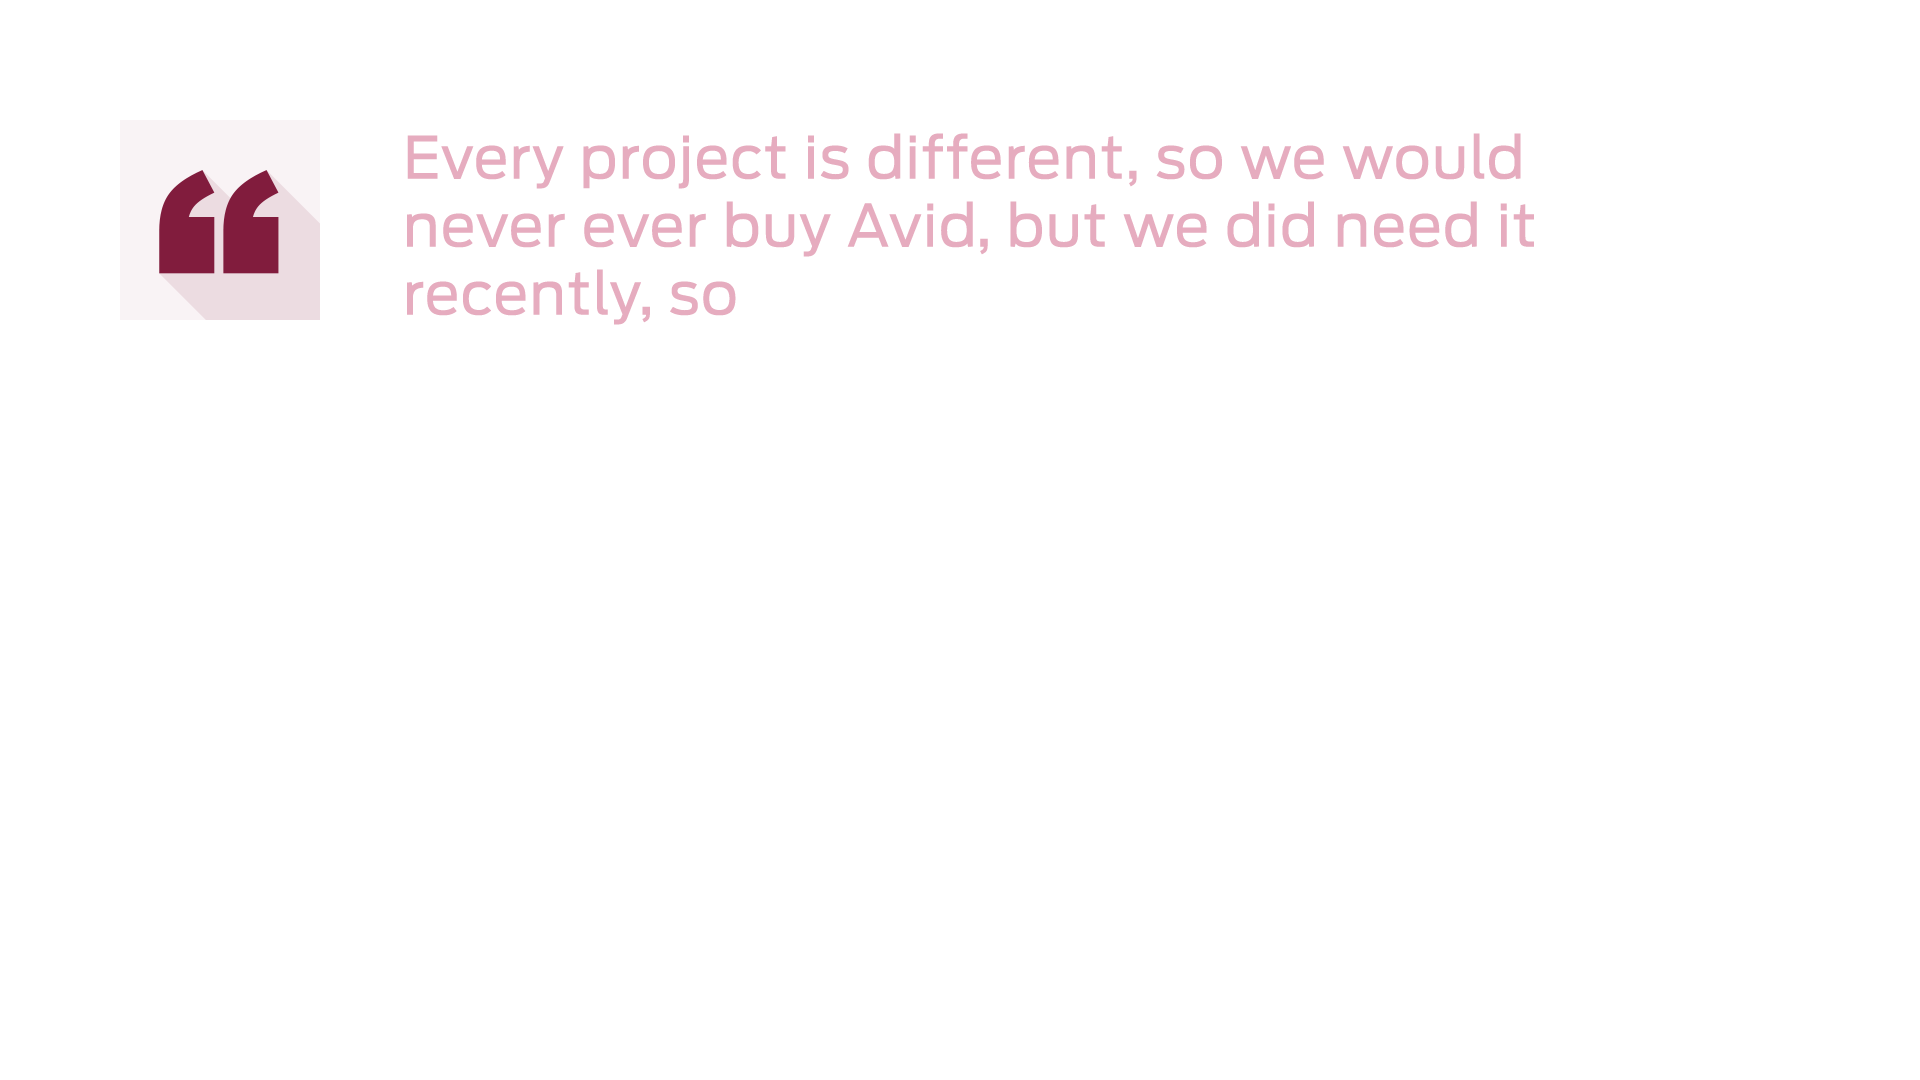 Every project is different, so we would
never ever buy Avid, but we did need it
recently, so